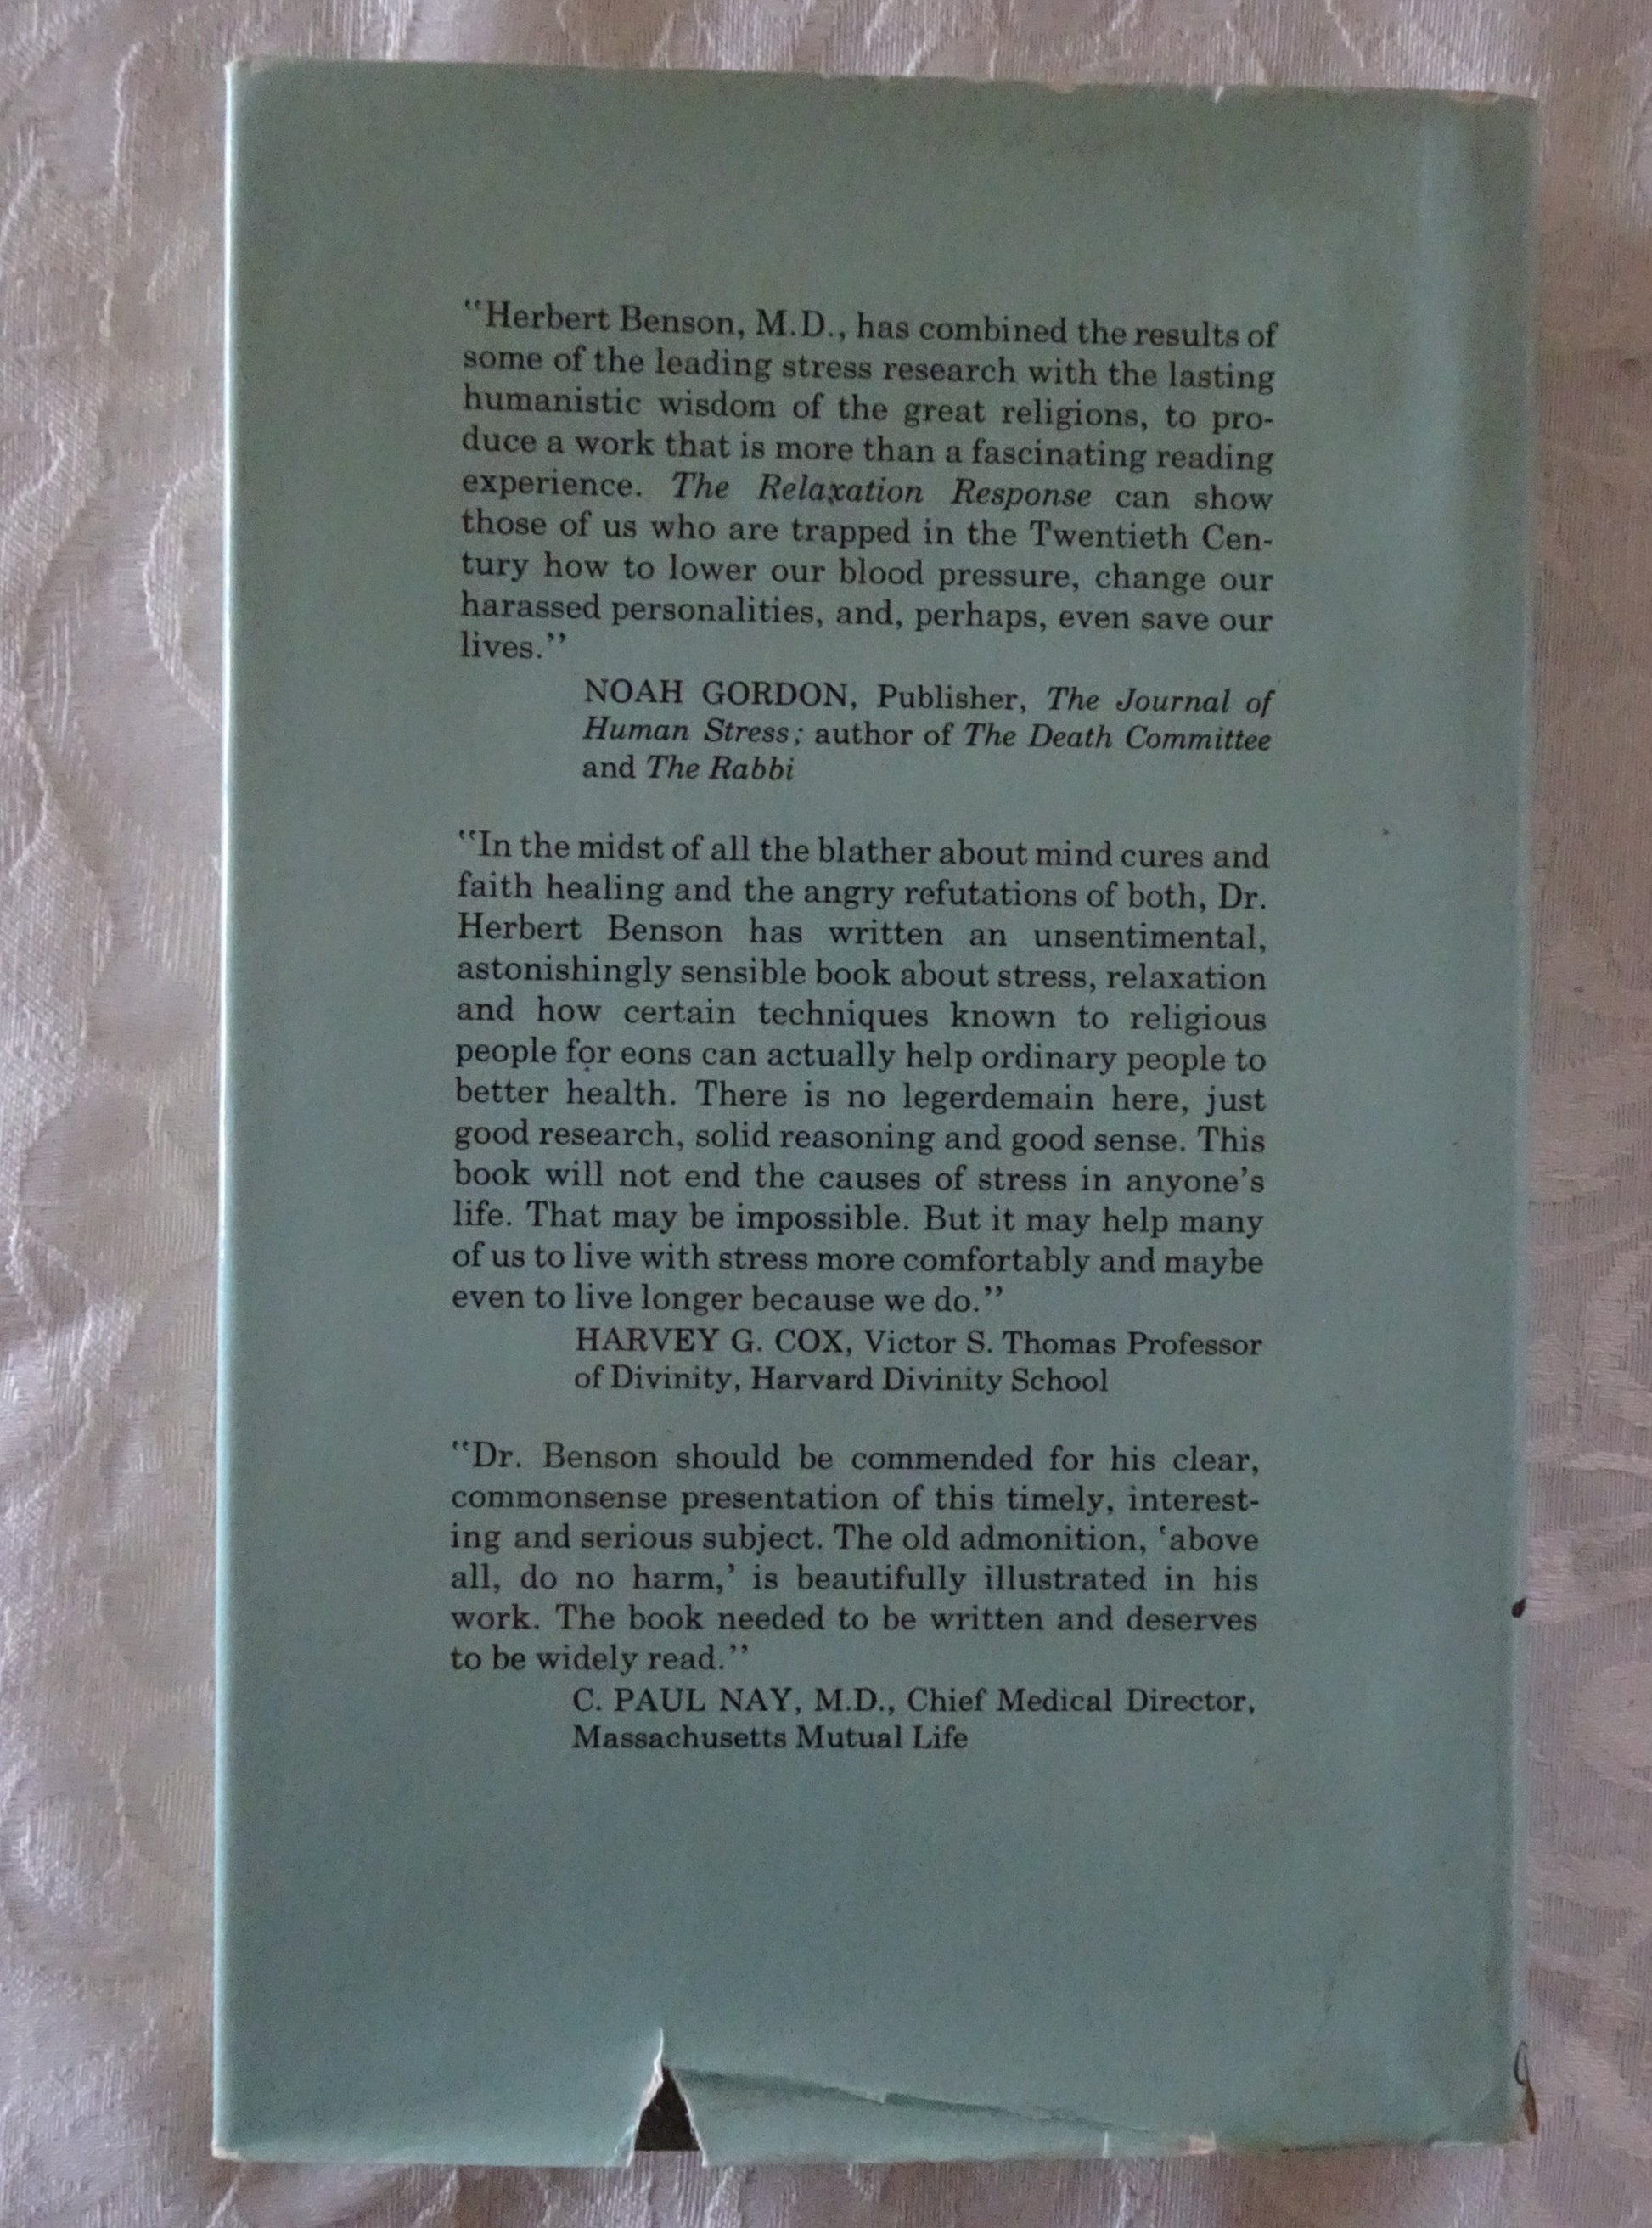 "Herbert Benson, M.D., has combined the results of
some of the leading stress research with the lasting
humanistic wisdom of the great religions, to pro-
duce a work that is more than a fascinating reading
experience. The Relaxation Response can show
those of us who are trapped in the Twentieth Cen-
tury how to lower our blood pressure, change our
harassed personalities, and, perhaps, even save our
lives."
NOAH GORDON, Publisher, The Journal of
Human Stress; author of The Death Committee
and The Rabbi
"In the midst of all the blather about mind cures and
faith healing and the angry refutations of both, Dr.
Herbert Benson has written an unsentimental,
astonishingly sensible book about stress, relaxation
and how certain techniques known to religious
people for eons can actually help ordinary people to
better health. There is no legerdemain here, just
good research, solid reasoning and good sense. This
book will not end the causes of stress in anyone's
life. That may be impossible. But it may help many
of us to live with stress more comfortably and maybe
even to live longer because we do."
HARVEY G. COX, Victor S. Thomas Professor
of Divinity, Harvard Divinity School
"Dr. Benson should be commended for his clear,
commonsense presentation of this timely, interest-
ing and serious subject. The old admonition, 'above
all, do no harm,' is beautifully illustrated in his
work. The book needed to be written and deserves
to be widely read."
C. PAUL NAY, M.D., Chief Medical Director,
Massachusetts Mutual Life